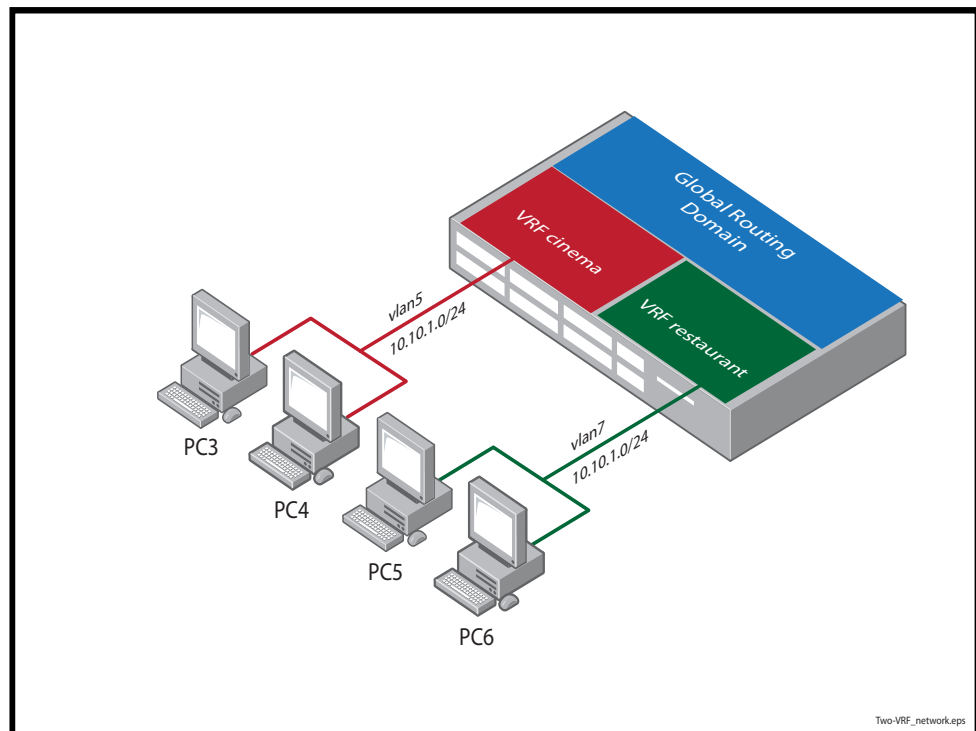 Global Routing
Domain
VRF cinema
VRF restaurant
vlan5
10.10.1.0/24
vlan7
10.10.1.0/24
PC3
PC4
PC5
PC6
Two-VRF_network.eps